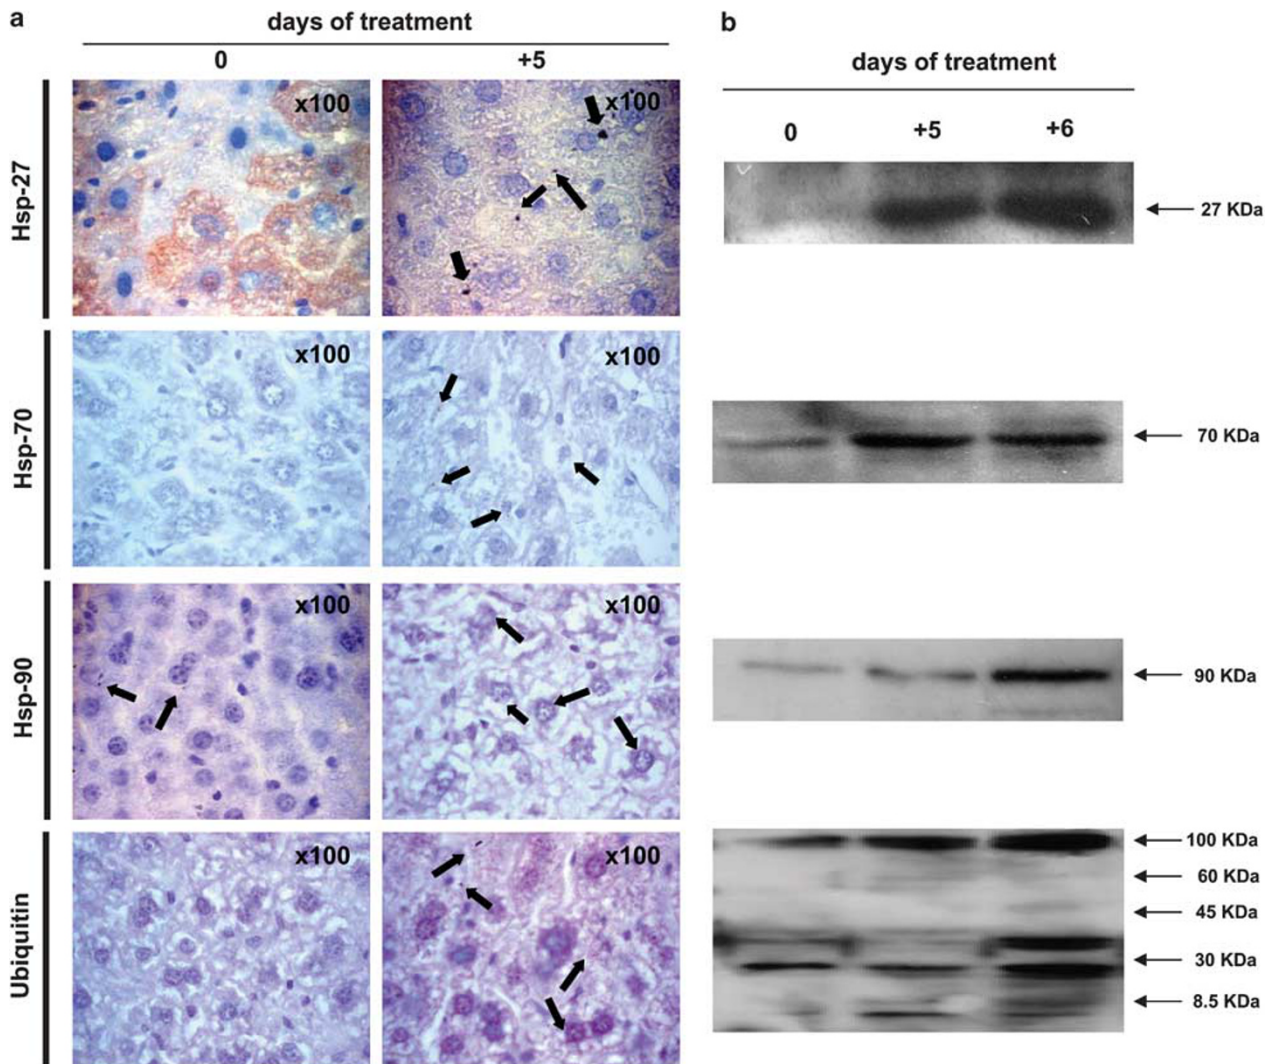 a
days of treatment
0 +5
Hsp-27
x100 x100
Hsp-70
x100 x100
Hsp-90
x100 x100
Ubiquitin
x100 x100
b
days of treatment
0 +5 +6
27 KDa
70 KDa
90 KDa
100 KDa
60 KDa
45 KDa
30 KDa
8.5 KDa